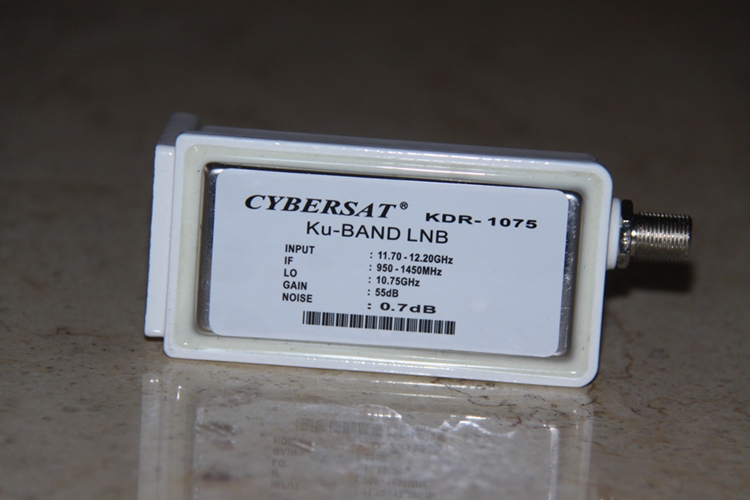 CYBERSAT® KDR-1075
Ku-BAND LNB
INPUT : 11.70-12.20GHz
IF : 950-1450MHz
LO : 10.75GHz
GAIN : 55dB
NOISE : 0.7dB